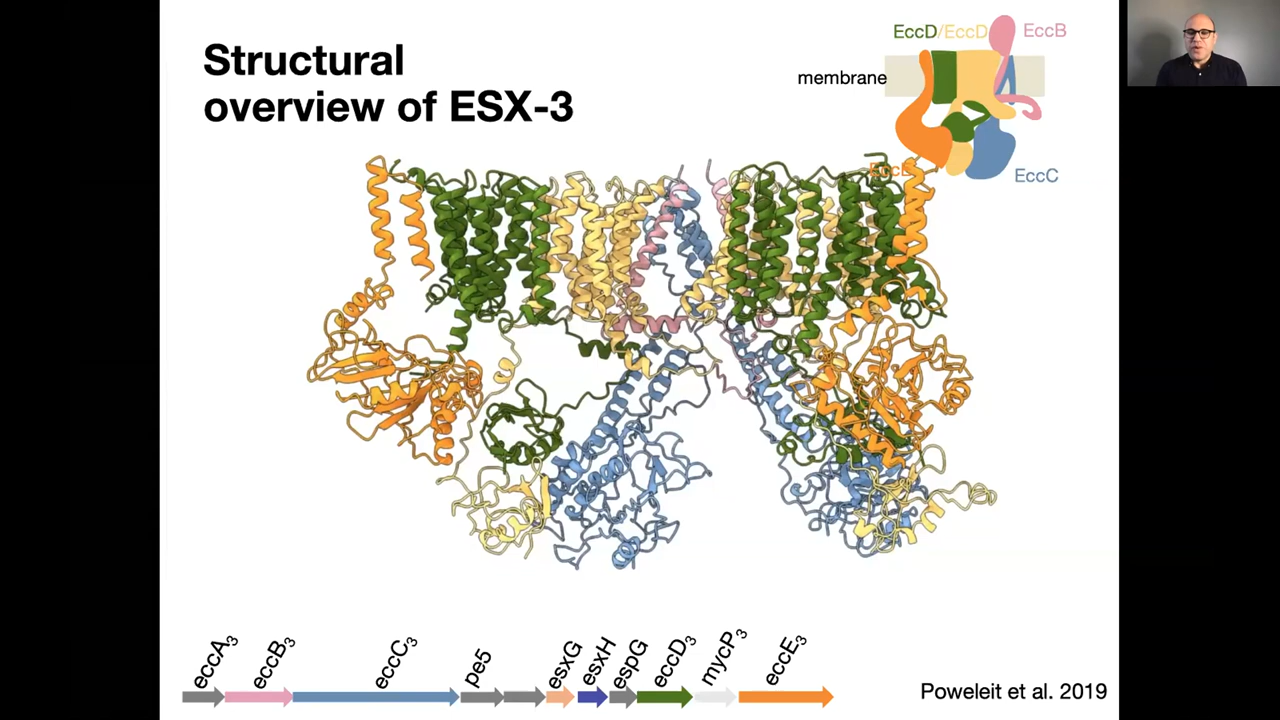 Structural
overview of ESX-3
EccD/EccD
EccB
membrane
EccE
EccC
eccA3
eccB3
eccC3
pe5
esxG
esxH
espG
eccD3
mycP3
eccE3
Poweleit et al. 2019